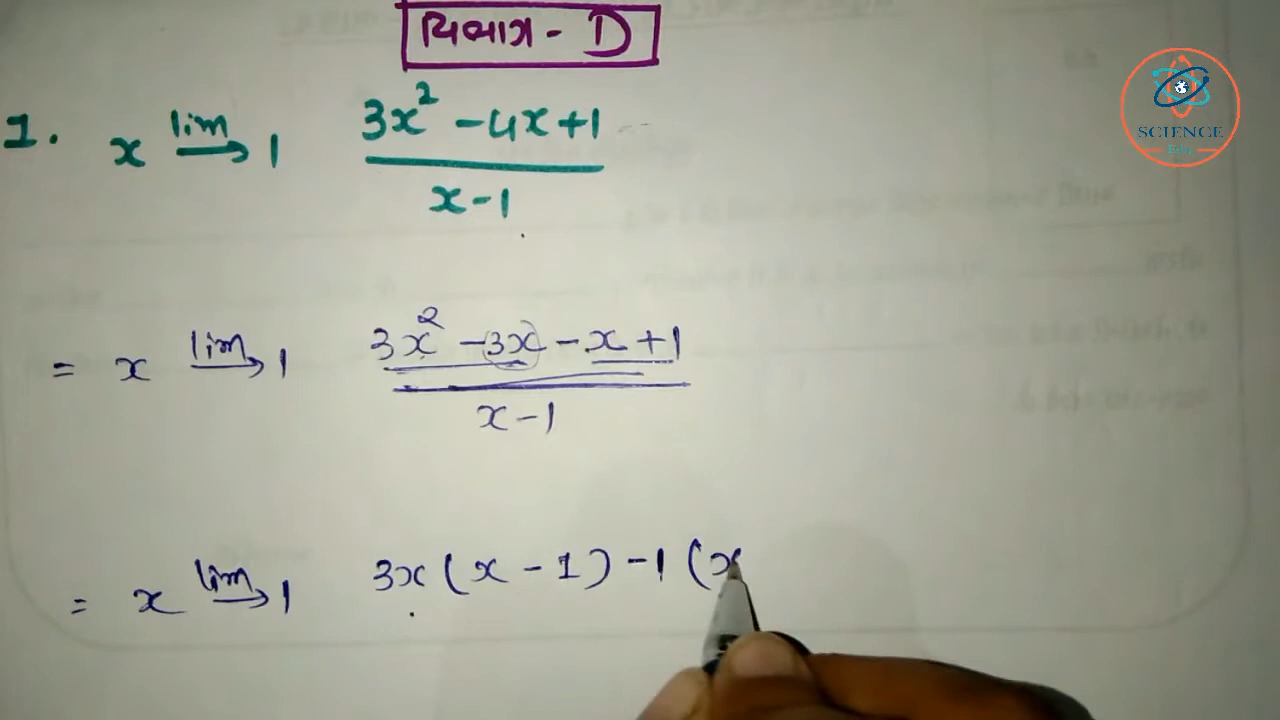 વિભાગ - D
1. x lim→ 1 3x² - 4x + 1
x - 1
= x lim→ 1 3x² - 3x - x + 1
x - 1
= x lim→ 1 3x ( x - 1 ) - 1 ( x
SCIENCE